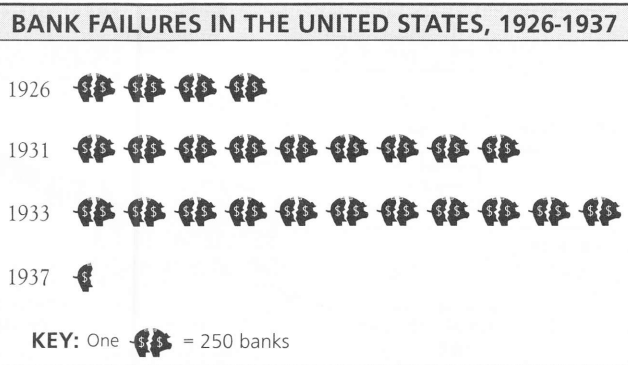 BANK FAILURES IN THE UNITED STATES, 1926-1937
1926
1931
1933
1937
KEY: One = 250 banks